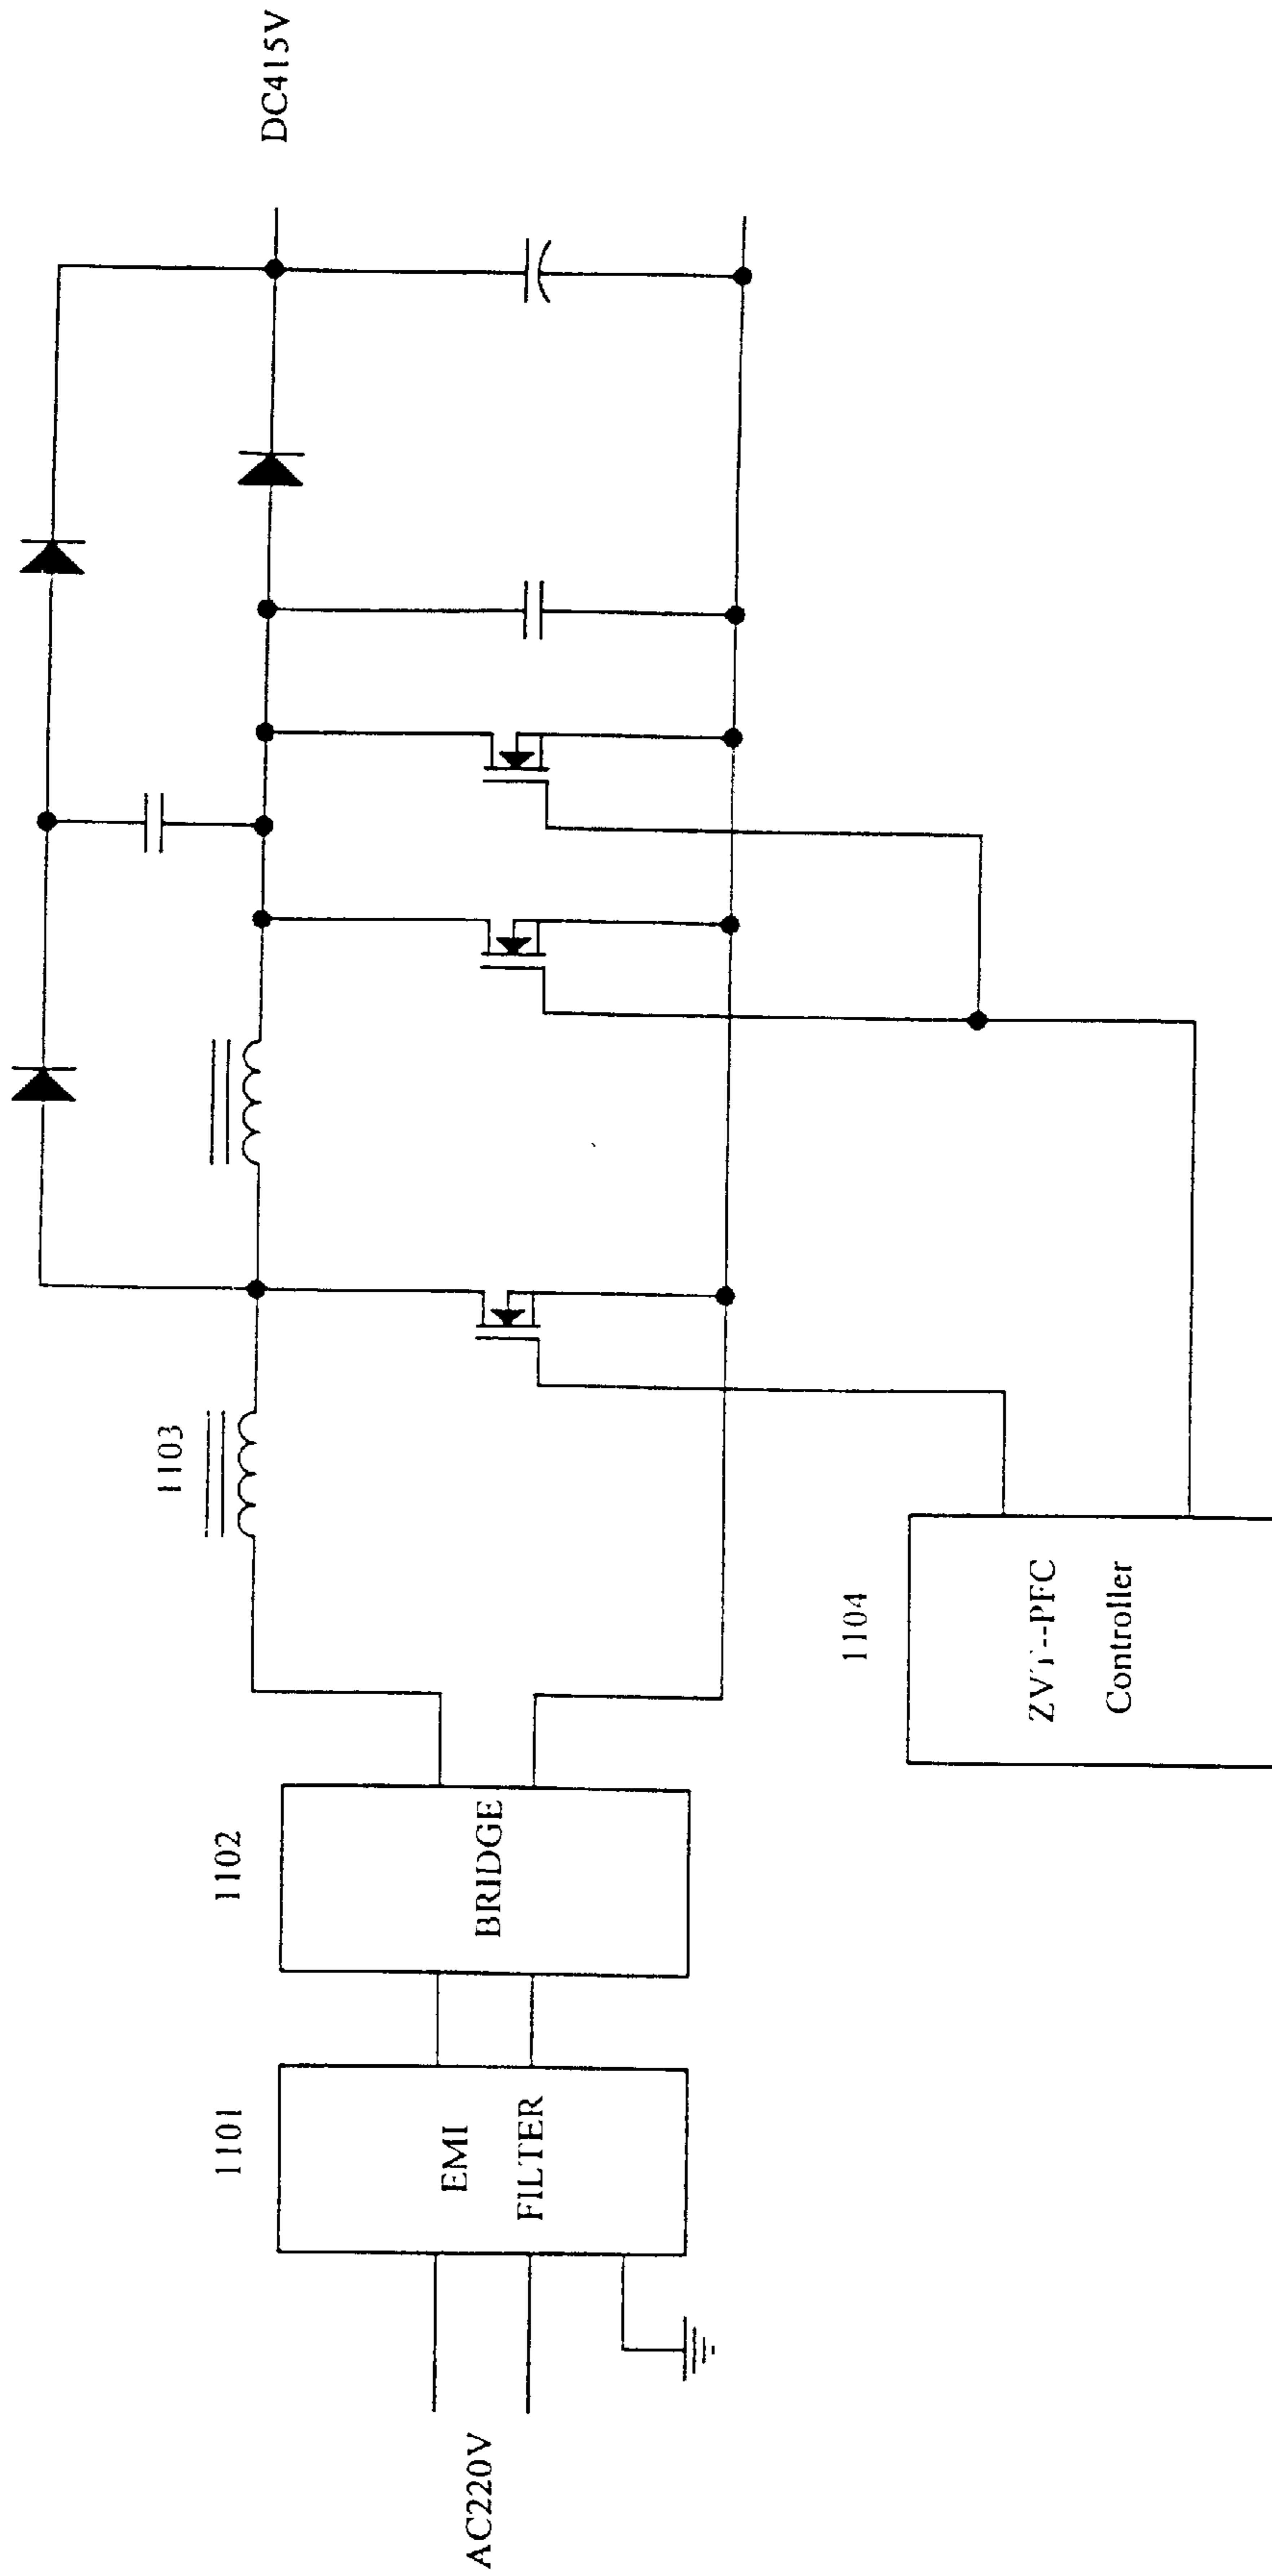 DC415V
1103
1104
ZVT--PFC
Controller
1102
BRIDGE
1101
EMI
FILTER
AC220V